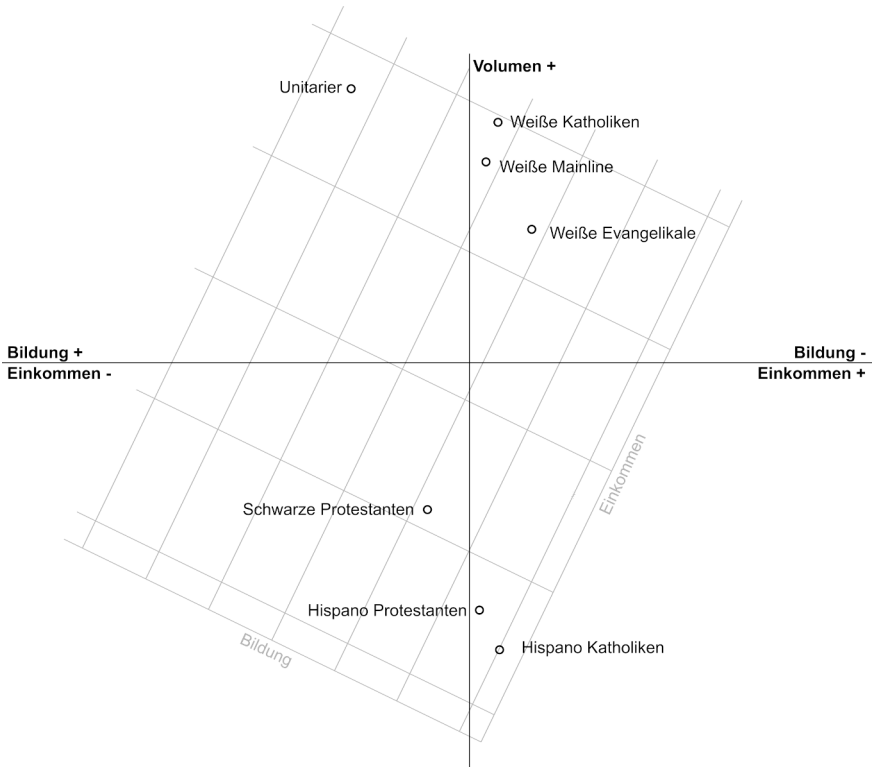 Volumen +
Unitarier
Weiße Katholiken
Weiße Mainline
Weiße Evangelikale
Bildung +
Einkommen -
Bildung -
Einkommen +
Einkommen
Schwarze Protestanten
Hispano Protestanten
Hispano Katholiken
Bildung